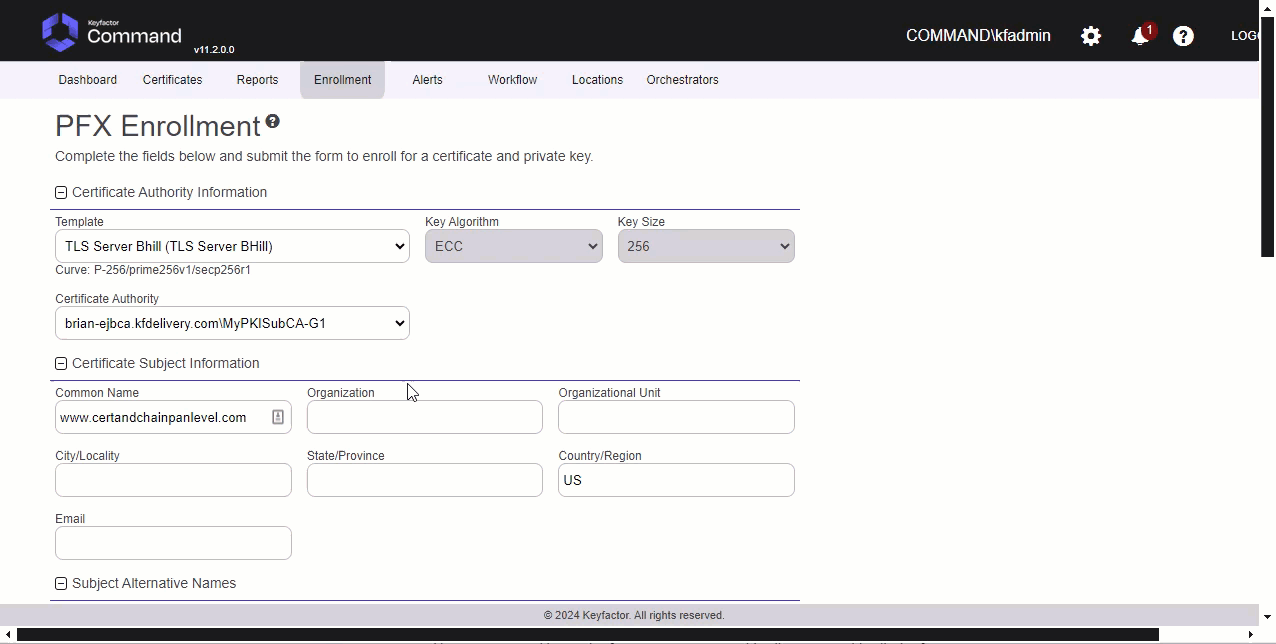 Keyfactor
Command
v11.2.0.0
COMMAND\kfadmin
1
?
LOG
Dashboard Certificates Reports Enrollment Alerts Workflow Locations Orchestrators
PFX Enrollment ?
Complete the fields below and submit the form to enroll for a certificate and private key.
Certificate Authority Information
Template Key Algorithm Key Size
TLS Server Bhill (TLS Server BHill) ECC 256
Curve: P-256/prime256v1/secp256r1
Certificate Authority
brian-ejbca.kfdelivery.com\MyPKISubCA-G1
Certificate Subject Information
Common Name Organization Organizational Unit
www.certandchainpanlevel.com
City/Locality State/Province Country/Region
US
Email
Subject Alternative Names
© 2024 Keyfactor. All rights reserved.